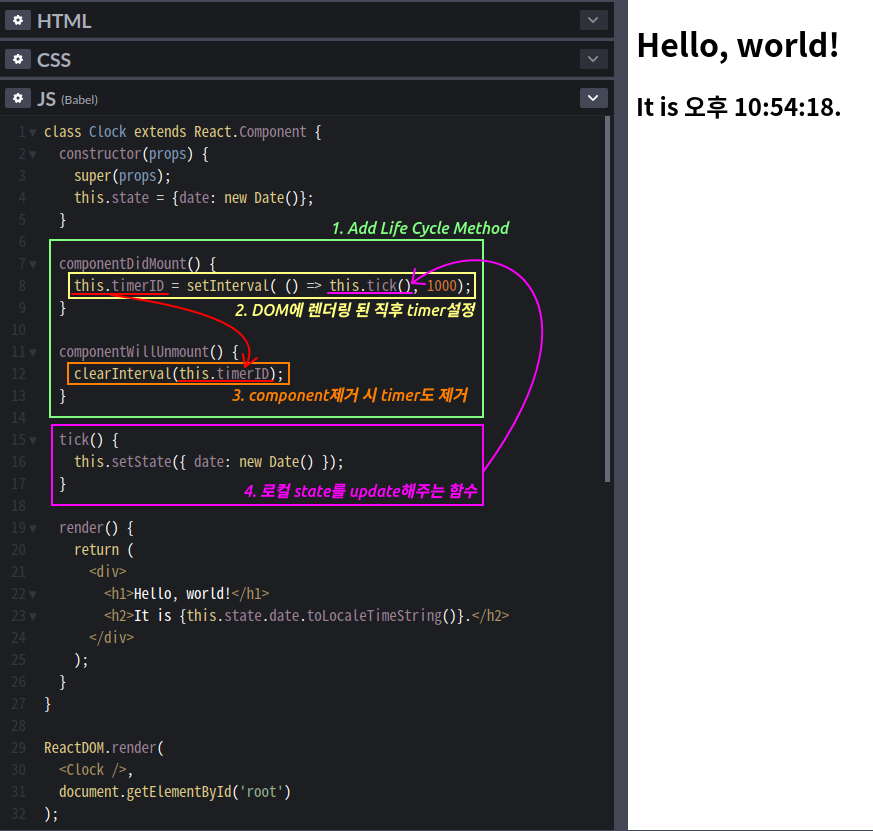 HTML
CSS
JS (Babel)
1 class Clock extends React.Component {
2 constructor(props) {
3 super(props);
4 this.state = {date: new Date()};
5 }
1. Add Life Cycle Method
6
7 componentDidMount() {
8 this.timerID = setInterval( () => this.tick(), 1000);
9 }
2. DOM에 렌더링 된 직후 timer설정
10
11 componentWillUnmount() {
12 clearInterval(this.timerID);
13 }
3. component제거 시 timer도 제거
14
15 tick() {
16 this.setState({ date: new Date() });
17 }
4. 로컬 state를 update해주는 함수
18
19 render() {
20 return (
21 <div>
22 <h1>Hello, world!</h1>
23 <h2>It is {this.state.date.toLocaleTimeString()}.</h2>
24 </div>
25 );
26 }
27 }
28
29 ReactDOM.render(
30 <Clock />,
31 document.getElementById('root')
32 );
Hello, world!
It is 오후 10:54:18.